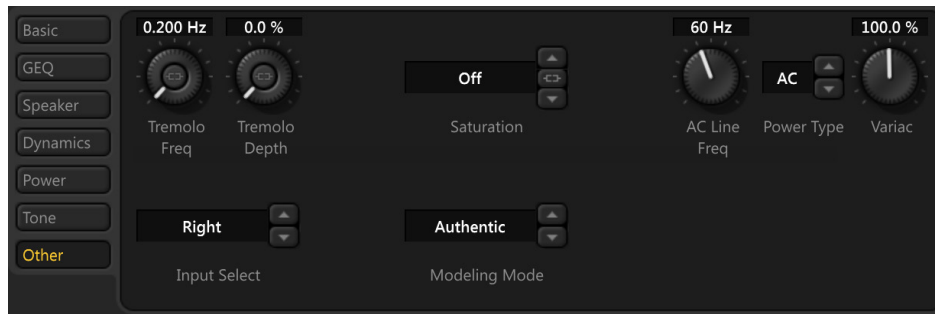 Basic
GEQ
Speaker
Dynamics
Power
Tone
Other
0.200 Hz
0.0 %
60 Hz
100.0 %
Off
AC
Tremolo
Freq
Tremolo
Depth
Saturation
AC Line
Freq
Power Type
Variac
Right
Authentic
Input Select
Modeling Mode